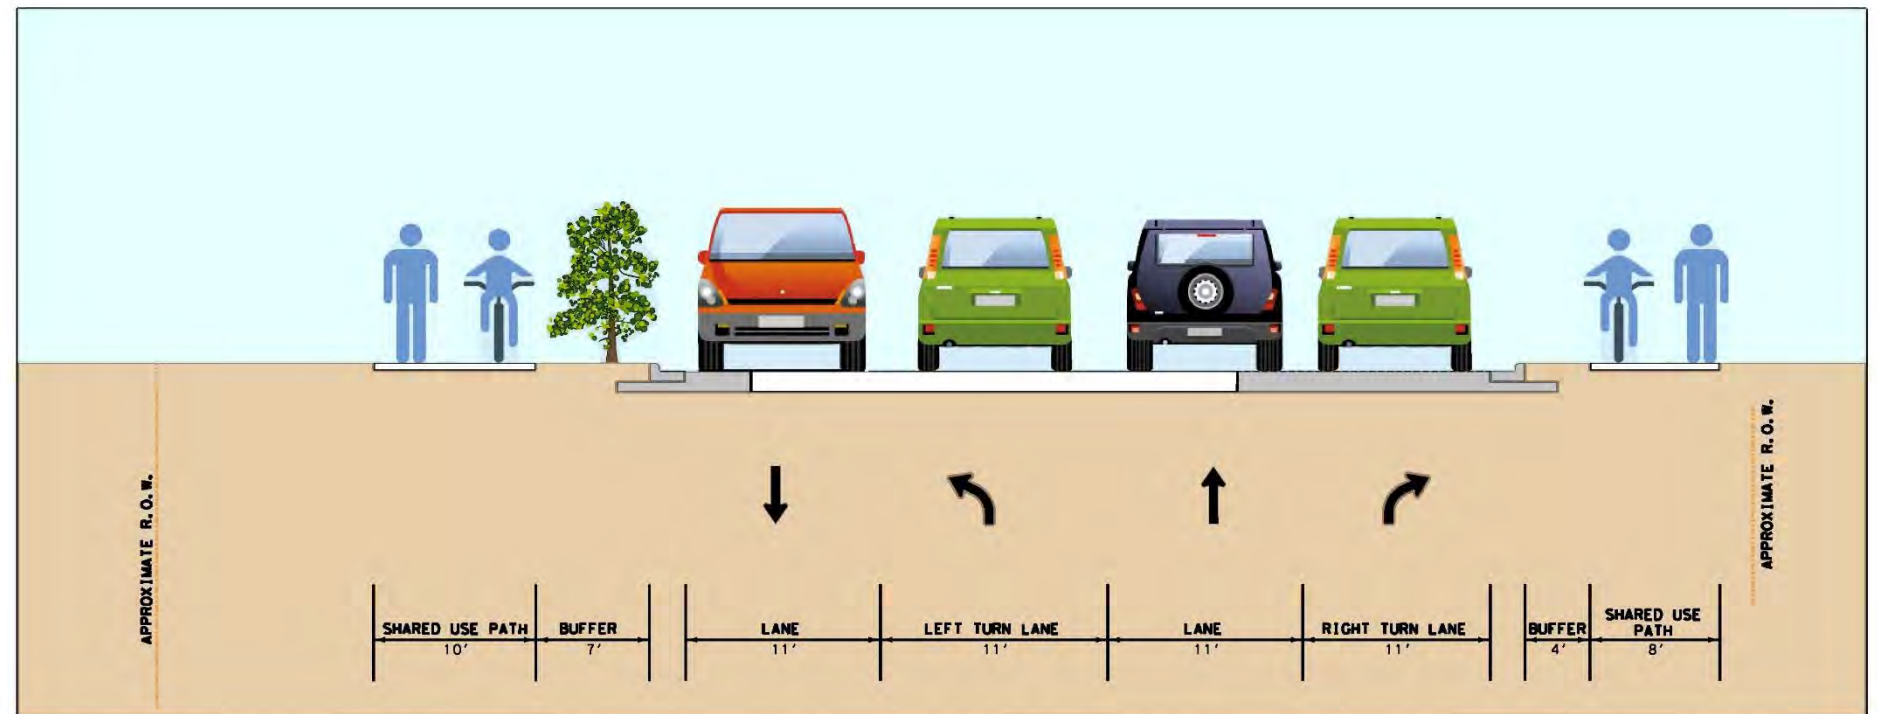 APPROXIMATE R.O.W.
APPROXIMATE R.O.W.
SHARED USE PATH
10'
BUFFER
7'
LANE
11'
LEFT TURN LANE
11'
LANE
11'
RIGHT TURN LANE
11'
BUFFER
4'
SHARED USE
PATH
8'